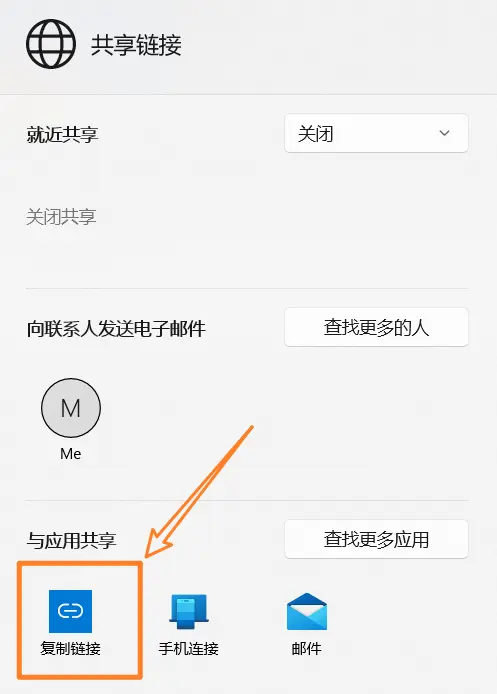 共享链接
就近共享
关闭
关闭共享
向联系人发送电子邮件
查找更多的人
M
Me
与应用共享
查找更多应用
复制链接
手机连接
邮件